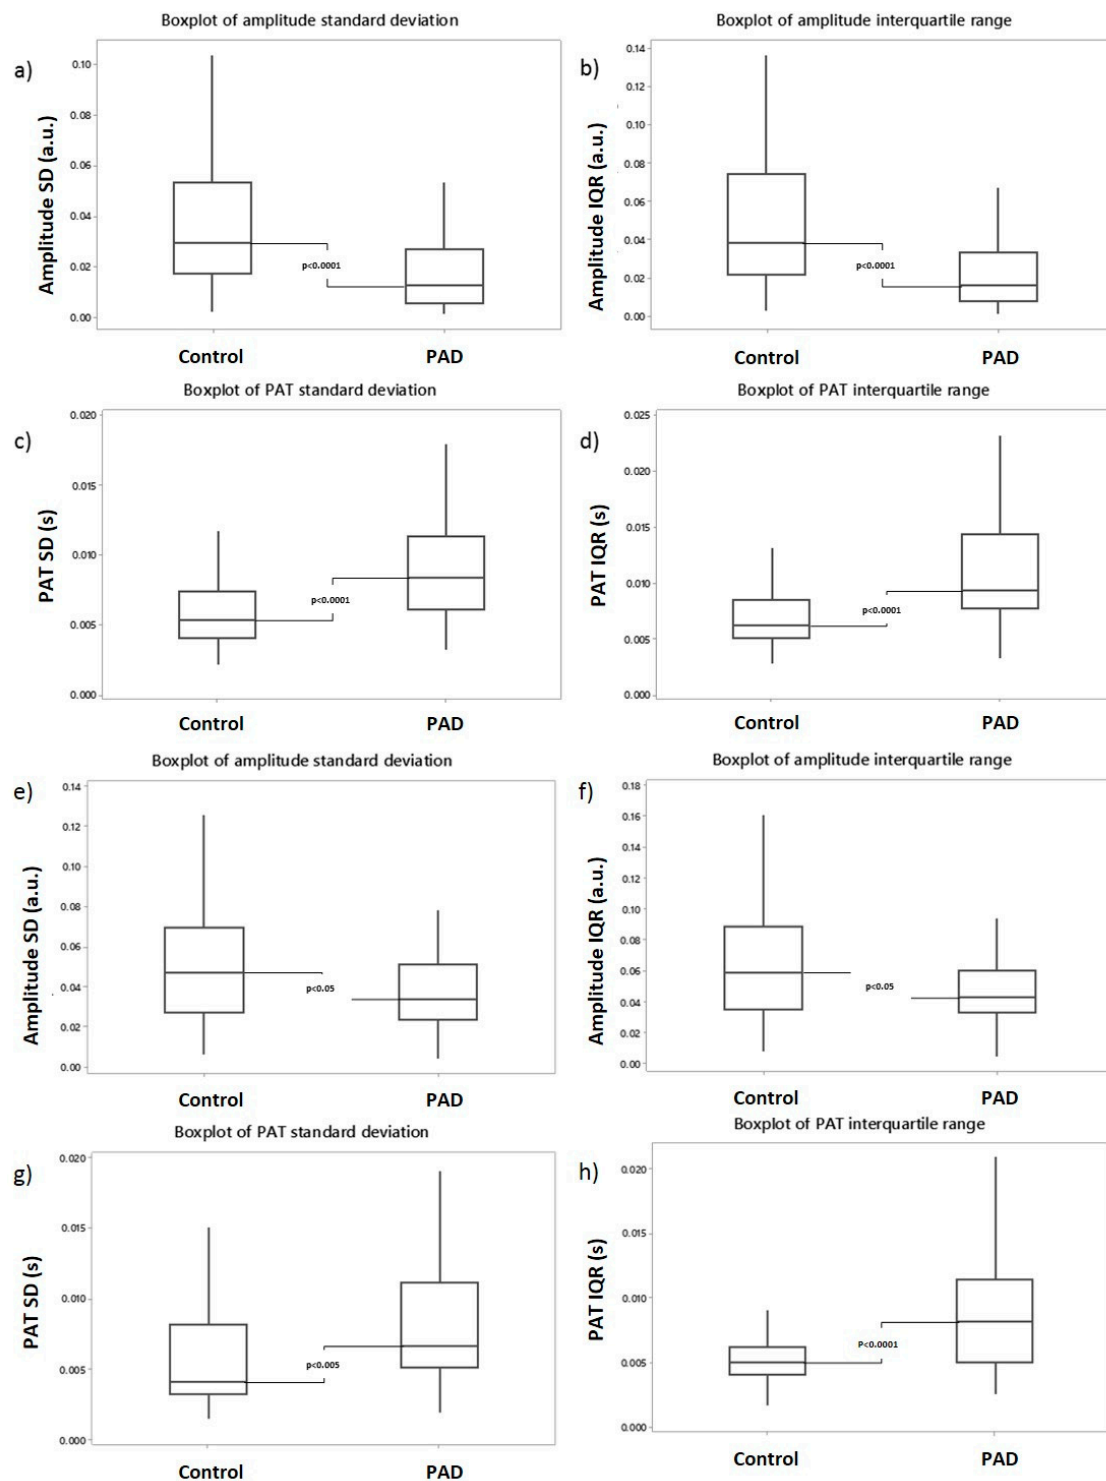 Boxplot of amplitude standard deviation
a)
Amplitude SD (a.u.)
0.10
0.08
0.06
0.04
0.02
0.00
p<0.0001
Control PAD
Boxplot of amplitude interquartile range
b)
Amplitude IQR (a.u.)
0.14
0.12
0.10
0.08
0.06
0.04
0.02
0.00
p<0.0001
Control PAD
Boxplot of PAT standard deviation
c)
PAT SD (s)
0.020
0.015
0.010
0.005
0.000
p<0.0001
Control PAD
Boxplot of PAT interquartile range
d)
PAT IQR (s)
0.025
0.020
0.015
0.010
0.005
0.000
p<0.0001
Control PAD
Boxplot of amplitude standard deviation
e)
Amplitude SD (a.u.)
0.14
0.12
0.10
0.08
0.06
0.04
0.02
0.00
p<0.05
Control PAD
Boxplot of amplitude interquartile range
f)
Amplitude IQR (a.u.)
0.18
0.16
0.14
0.12
0.10
0.08
0.06
0.04
0.02
0.00
p<0.05
Control PAD
Boxplot of PAT standard deviation
g)
PAT SD (s)
0.020
0.015
0.010
0.005
0.000
p<0.005
Control PAD
Boxplot of PAT interquartile range
h)
PAT IQR (s)
0.020
0.015
0.010
0.005
0.000
P<0.0001
Control PAD